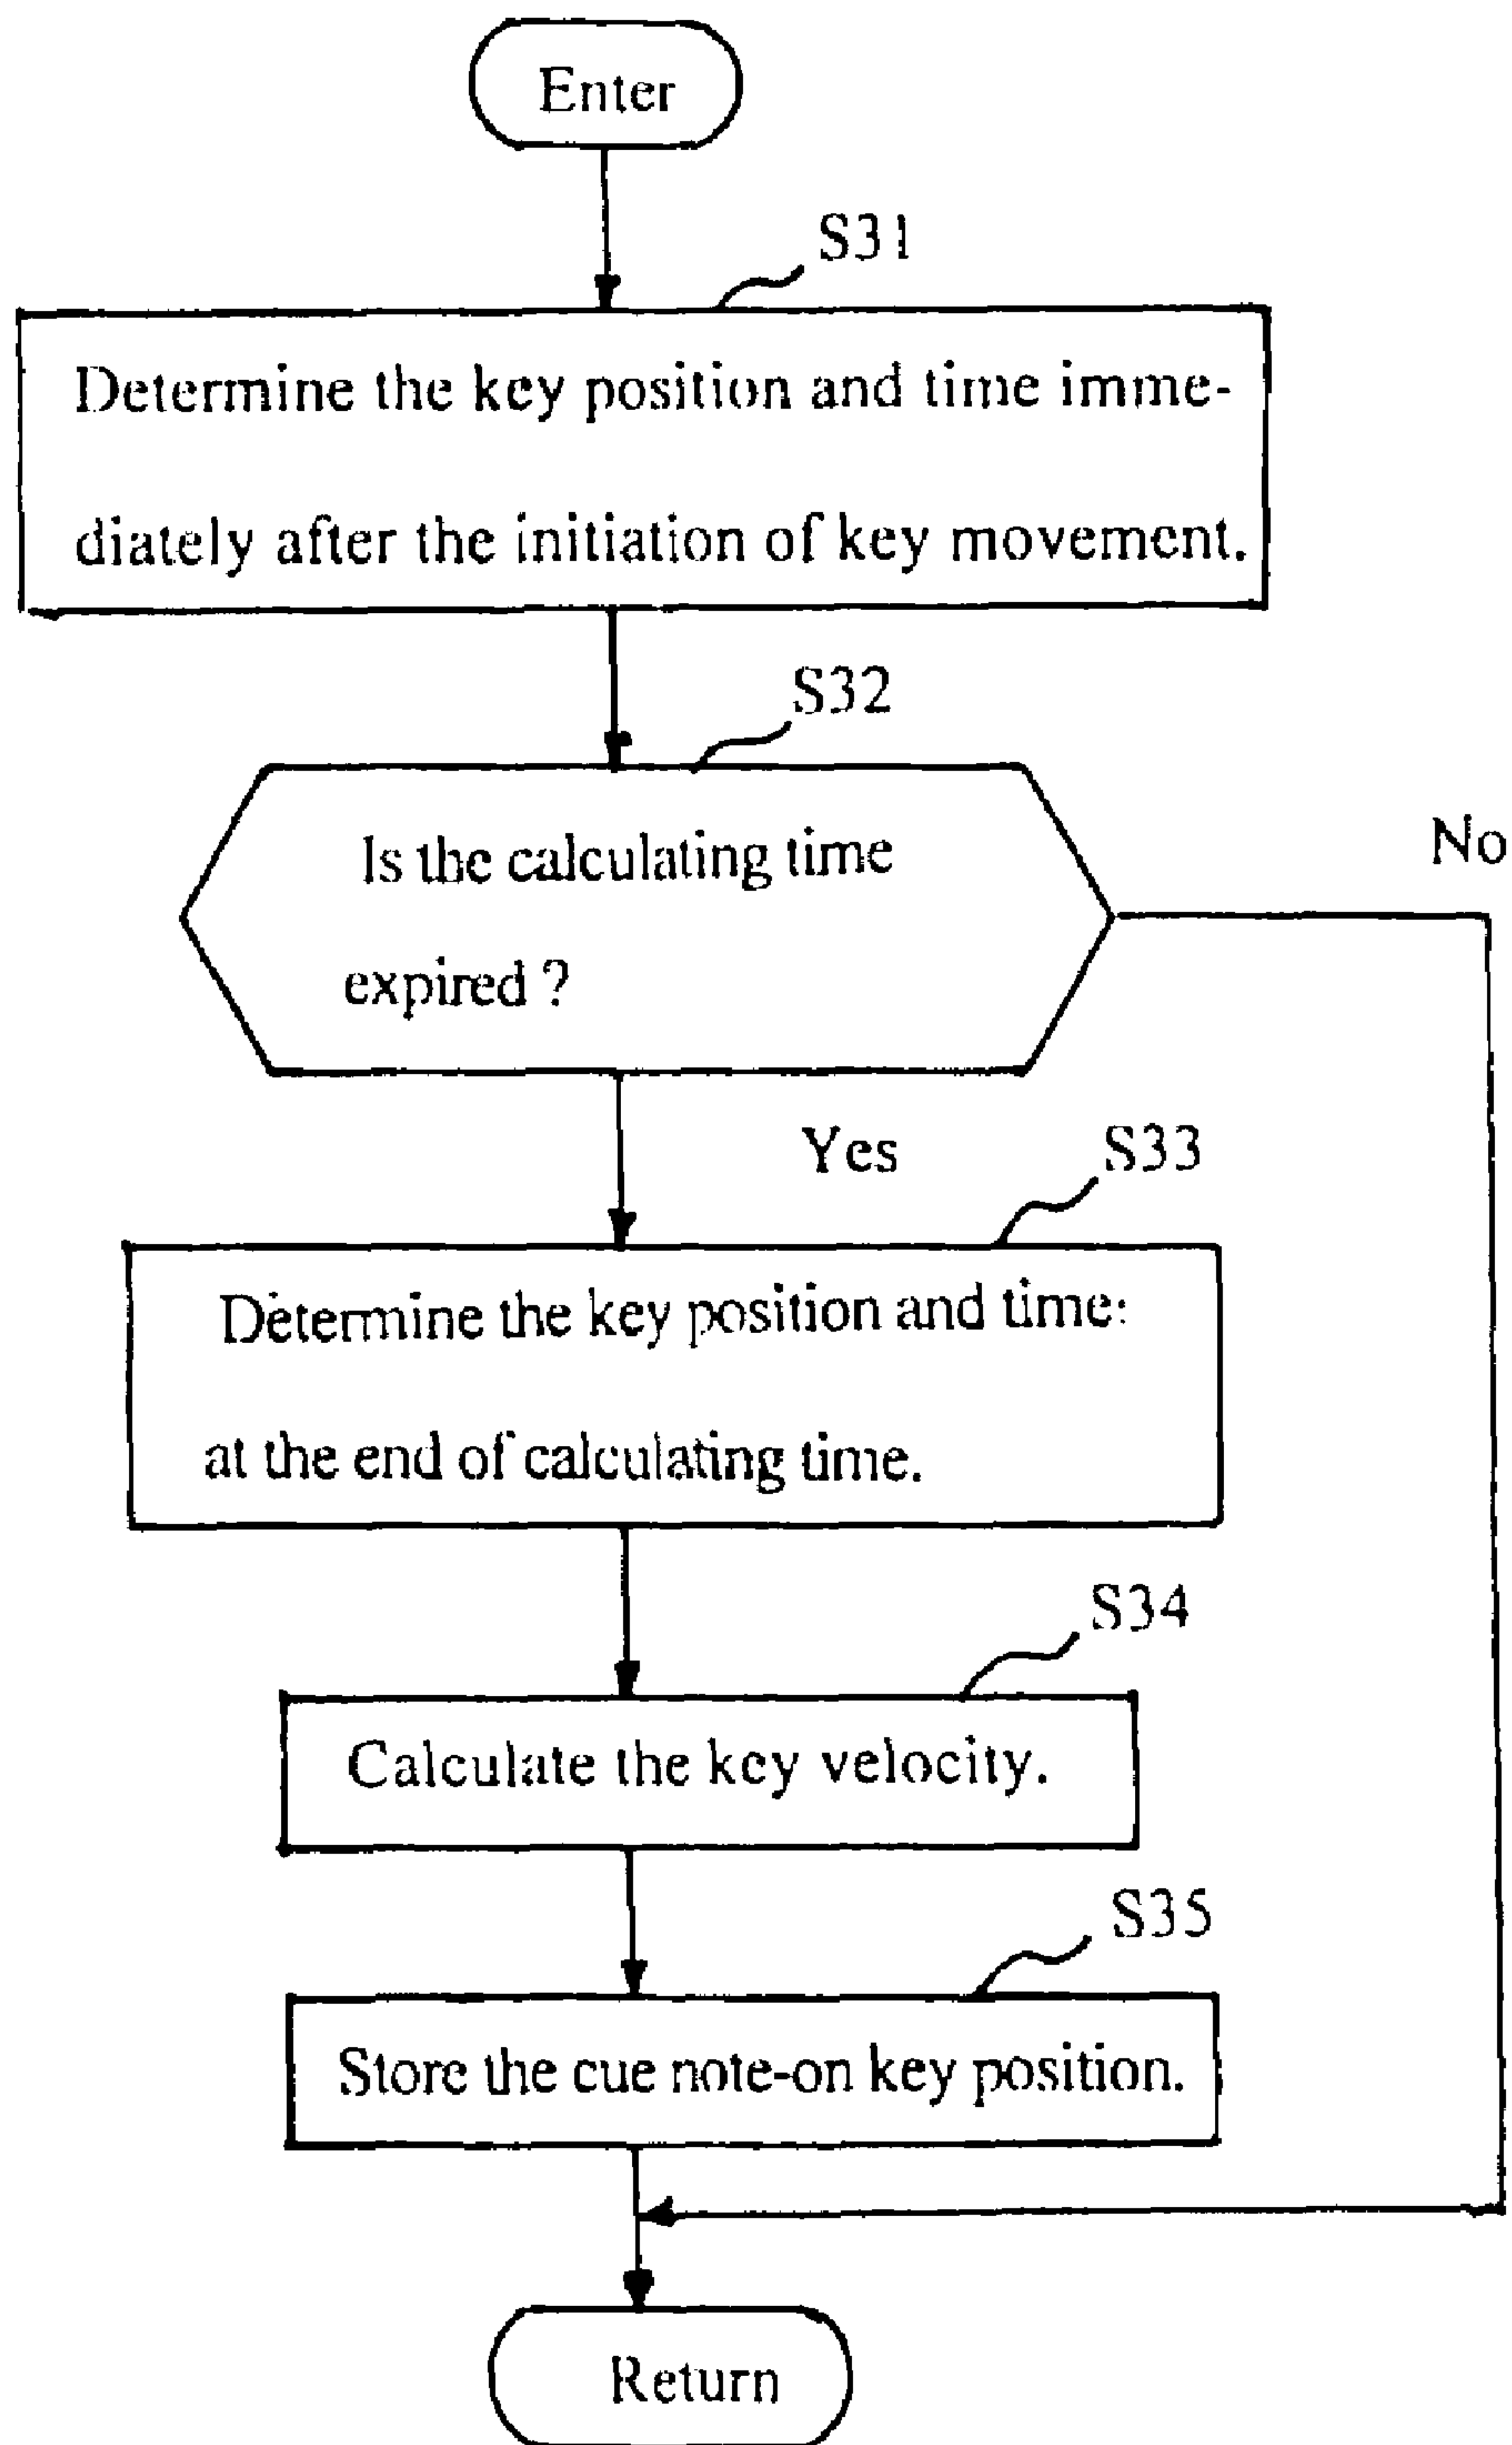 Enter
S31
Determine the key position and time imme-
diately after the initiation of key movement.
S32
Is the calculating time
expired ?
No
Yes
S33
Determine the key position and time
at the end of calculating time.
S34
Calculate the key velocity.
S35
Store the cue note-on key position.
Return